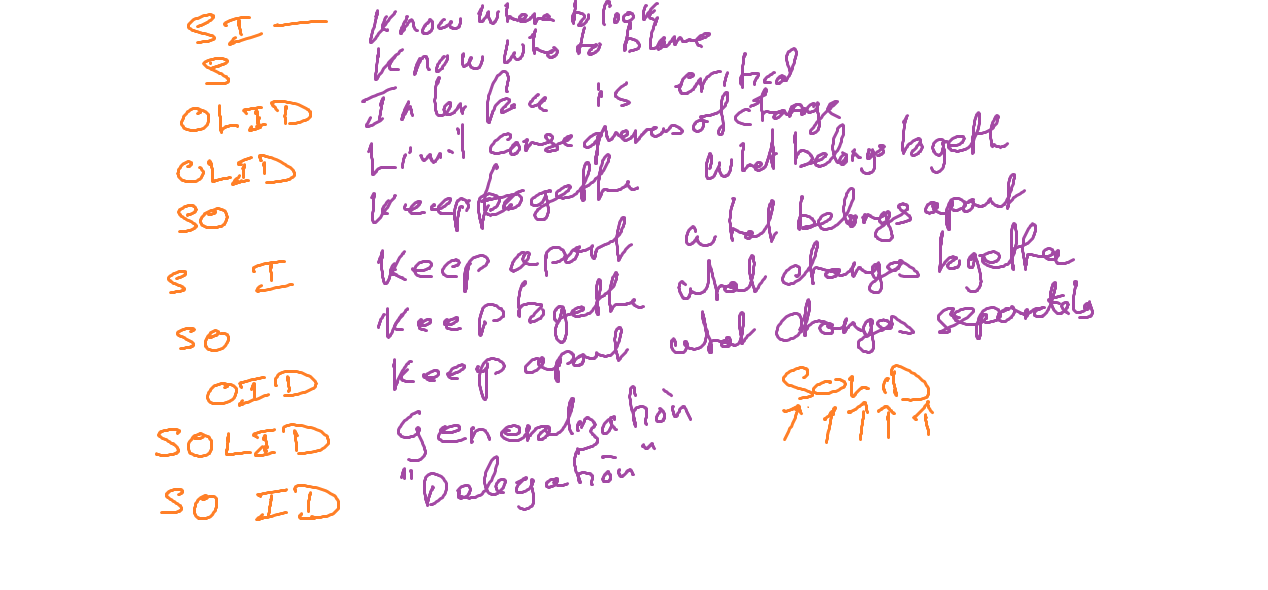 SI — Know where to look
S Know who to blame
OLID Interface is critical
OLID Limit consequences of change
SO Keep together what belongs togeth
S I Keep apart what belongs apart
SO Keep togethe what changes together
OID Keep apart what changes separately
SOLID
SOLID Generalization
SO ID "Delegation"